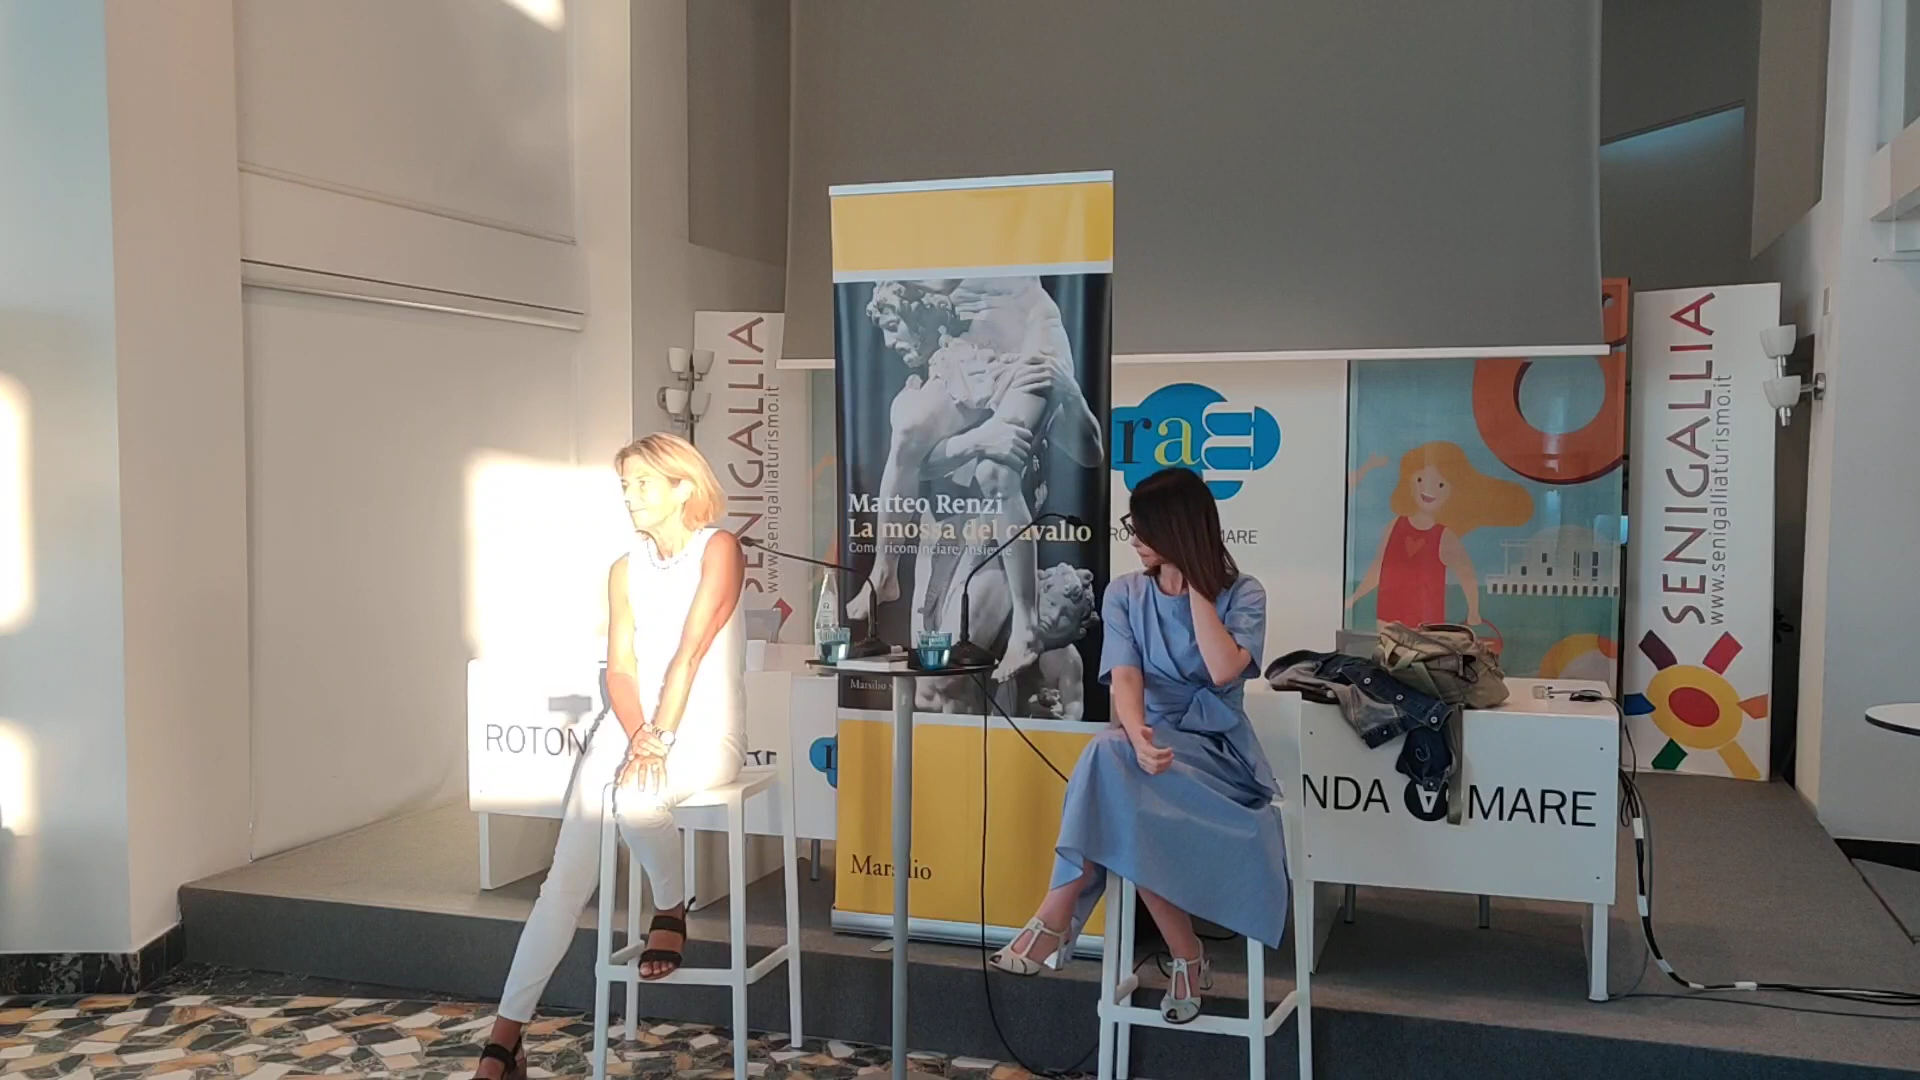 SENIGALLIA
www.senigalliaturismo.it
Matteo Renzi
La mossa del cavallo
Come ricominciare, insieme
Marsilio
Marsilio
ram
MARE
SENIGALLIA
www.senigalliaturismo.it
ROTON
NDA A MARE